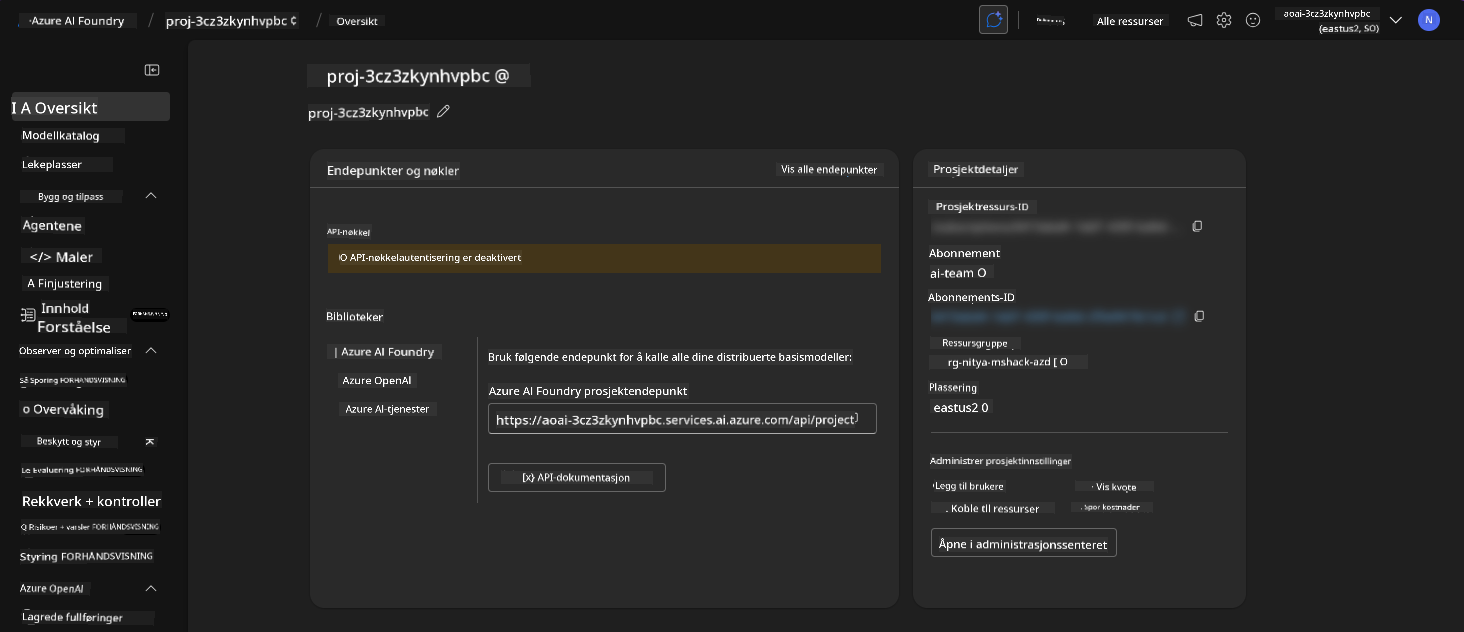 Azure AI Foundry / proj-3cz3zkynhvpbc / Oversikt
Alle ressurser
aoai-3cz3zkynhvpbc
(eastus2, SO)
N
I A Oversikt
Modellkatalog
Lekeplasser
Bygg og tilpass
Agentene
</> Maler
A Finjustering
Innhold
Forståelse
Observer og optimaliser
Så Sporing FORHÅNDSVISNING
o Overvåking
Beskytt og styr
Le Evaluering FORHÅNDSVISNING
Rekkverk + kontroller
Q Risikoer + varsler FORHÅNDSVISNING
Styring FORHÅNDSVISNING
Azure OpenAI
Lagrede fullføringer
proj-3cz3zkynhvpbc @
proj-3cz3zkynhvpbc
Endepunkter og nøkler
Vis alle endepunkter
API-nøkkel
O API-nøkkelautentisering er deaktivert
Biblioteker
| Azure AI Foundry
Azure OpenAI
Azure AI-tjenester
Bruk følgende endepunkt for å kalle alle dine distribuerte basismodeller:
Azure AI Foundry prosjektendepunkt
https://aoai-3cz3zkynhvpbc.services.ai.azure.com/api/project
[x} API-dokumentasjon
Prosjektdetaljer
Prosjektressurs-ID
Abonnement
ai-team O
Abonnements-ID
Ressursgruppe
rg-nitya-mshack-azd [ O
Plassering
eastus2 0
Administrer prosjektinnstillinger
Legg til brukere
Vis kvote
. Koble til ressurser
. Spor kostnader
Åpne i administrasjonssenteret